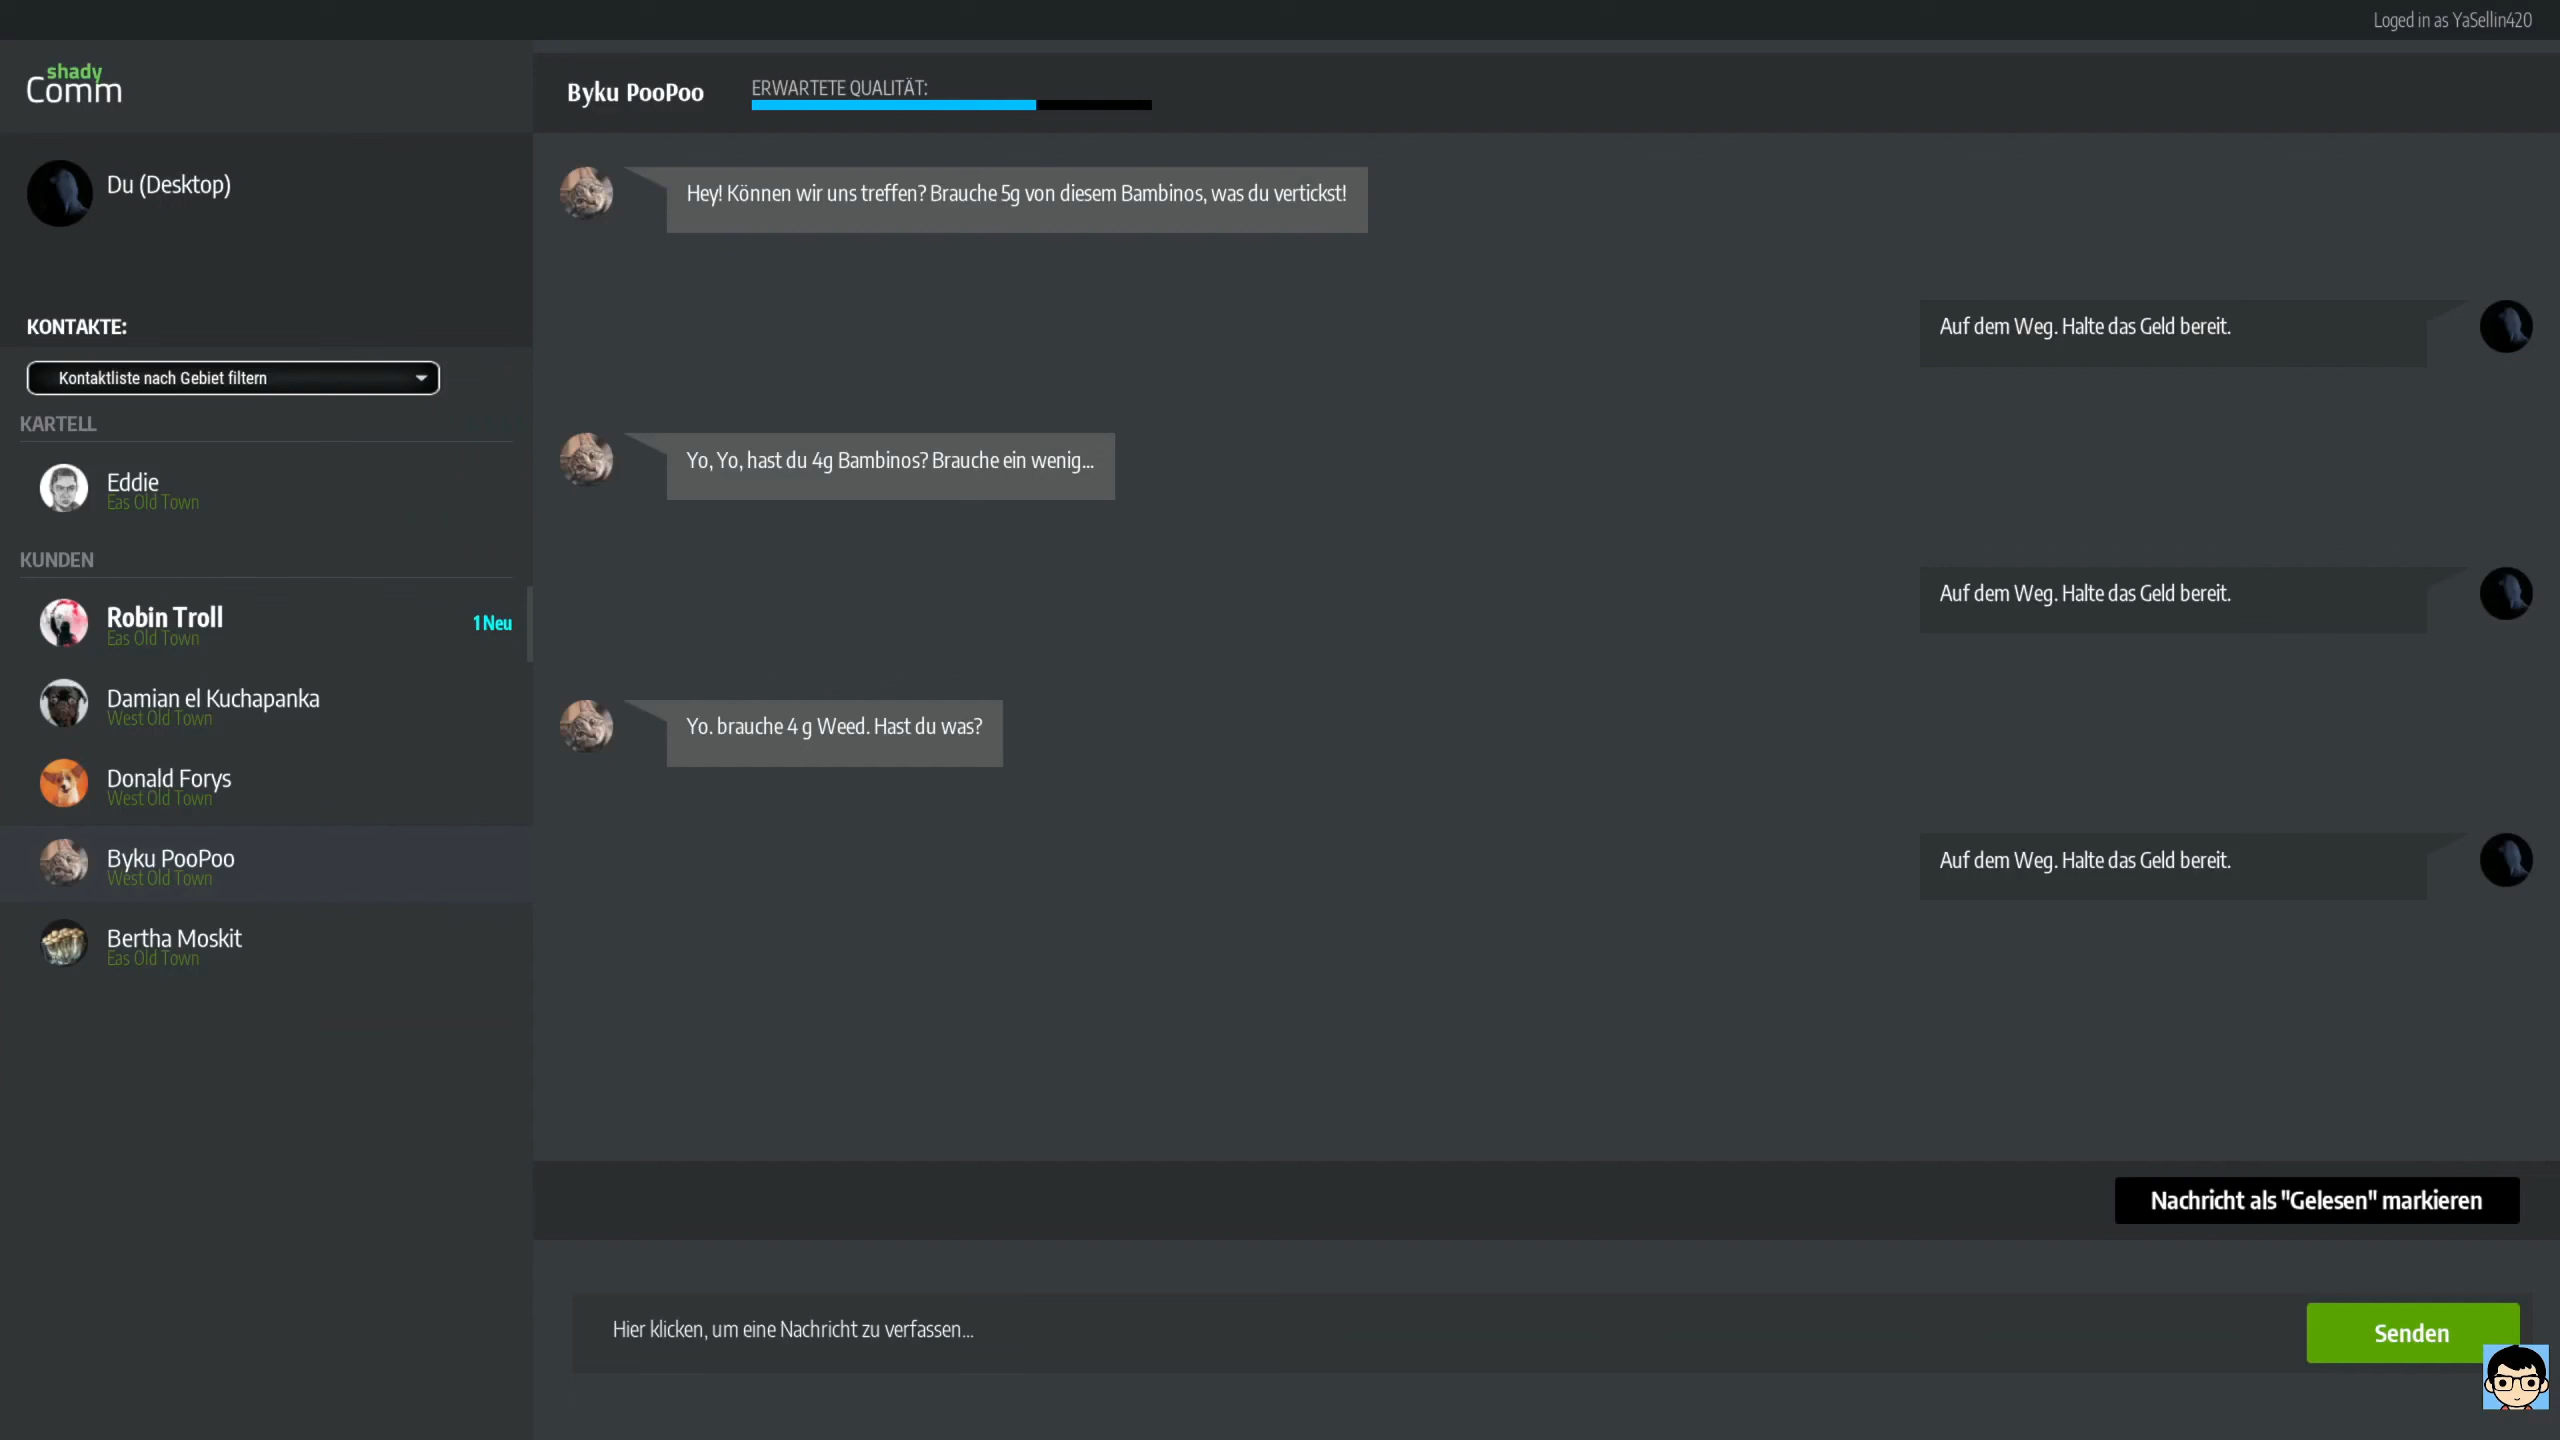 Loged in as YaSellin420
shady
Comm
Du (Desktop)
KONTAKTE:
Kontaktliste nach Gebiet filtern
KARTELL
Eddie
Eas Old Town
KUNDEN
Robin Troll
Eas Old Town
1 Neu
Damian el Kuchapanka
West Old Town
Donald Forys
West Old Town
Byku PooPoo
West Old Town
Bertha Moskit
Eas Old Town
Byku PooPoo
ERWARTETE QUALITÄT:
Hey! Können wir uns treffen? Brauche 5g von diesem Bambinos, was du vertickst!
Auf dem Weg. Halte das Geld bereit.
Yo, Yo, hast du 4g Bambinos? Brauche ein wenig...
Auf dem Weg. Halte das Geld bereit.
Yo. brauche 4 g Weed. Hast du was?
Auf dem Weg. Halte das Geld bereit.
Nachricht als "Gelesen" markieren
Hier klicken, um eine Nachricht zu verfassen...
Senden